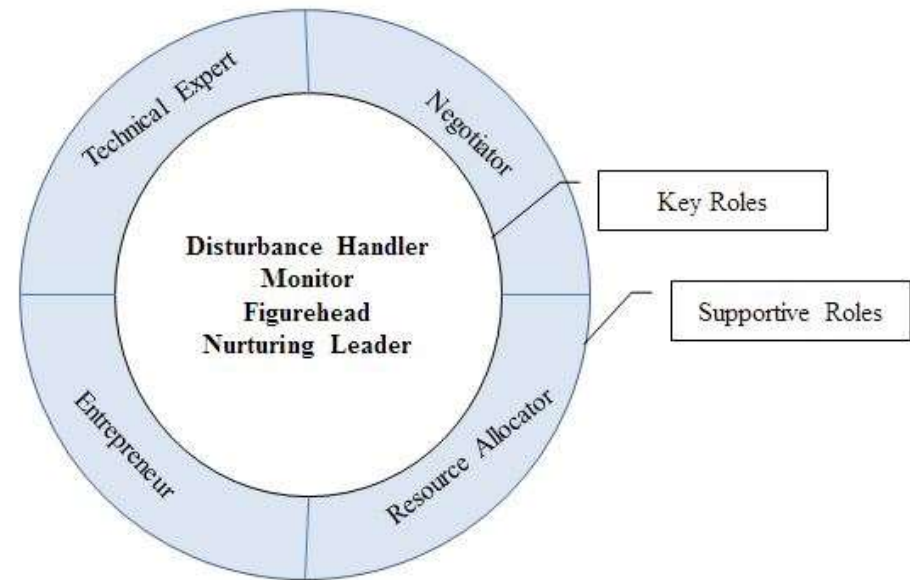 Technical Expert
Negotiator
Key Roles
Disturbance Handler
Monitor
Figurehead
Nurturing Leader
Supportive Roles
Entrepreneur
Resource Allocator